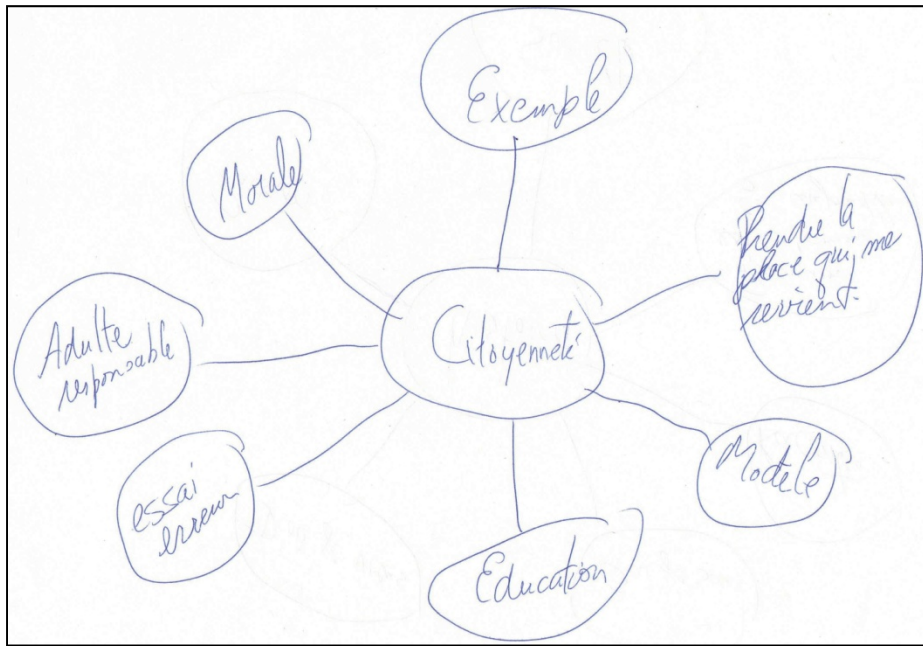 Exemple
Morale
Prendre la
place qui me
revient.
Citoyenneté
Adulte
responsable
Modèle
essai
erreur
Education